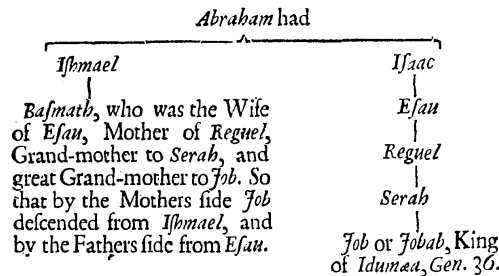 Abraham had
Iſhmael
Baſmath, who was the Wife
of Eſau, Mother of Reguel,
Grand-mother to Serah, and
great Grand-mother to Job. So
that by the Mothers ſide Job
deſcended from Iſhmael, and
by the Fathers ſide from Eſau.
Iſaac
Eſau
Reguel
Serah
Job or Jobab, King
of Idumæa, Gen. 36.